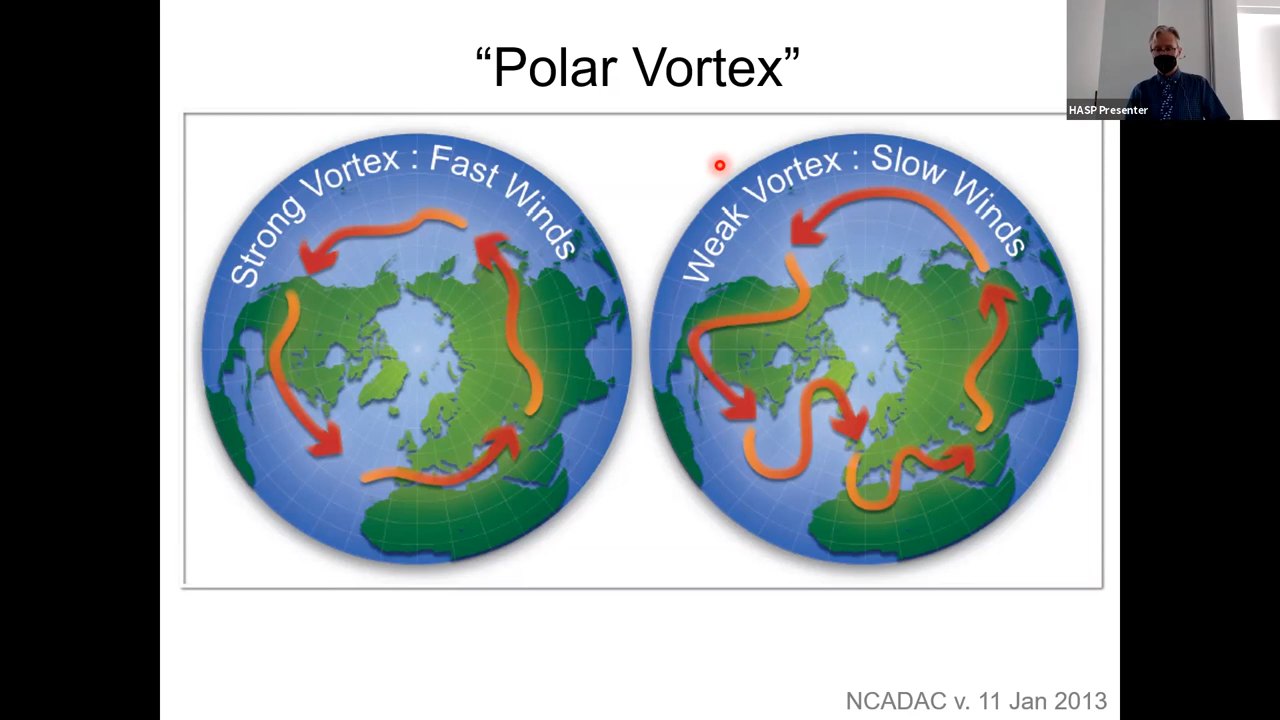 “Polar Vortex”
HASP Presenter
Strong Vortex : Fast Winds
Weak Vortex : Slow Winds
NCADAC v. 11 Jan 2013